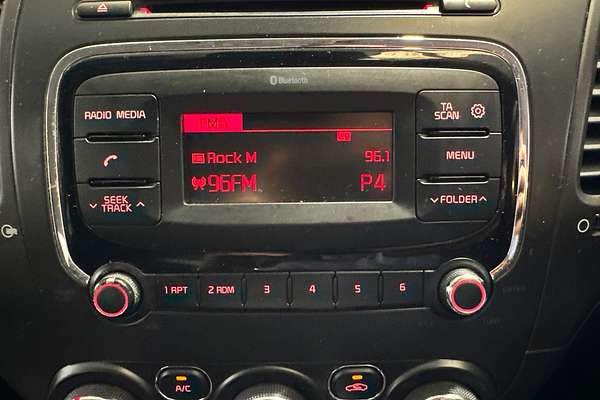 Bluetooth
RADIO MEDIA
TA
SCAN
FM
Rock M 96.1
MENU
96FM P4
SEEK
TRACK
FOLDER
1 RPT 2 RDM 3 4 5 6
A/C